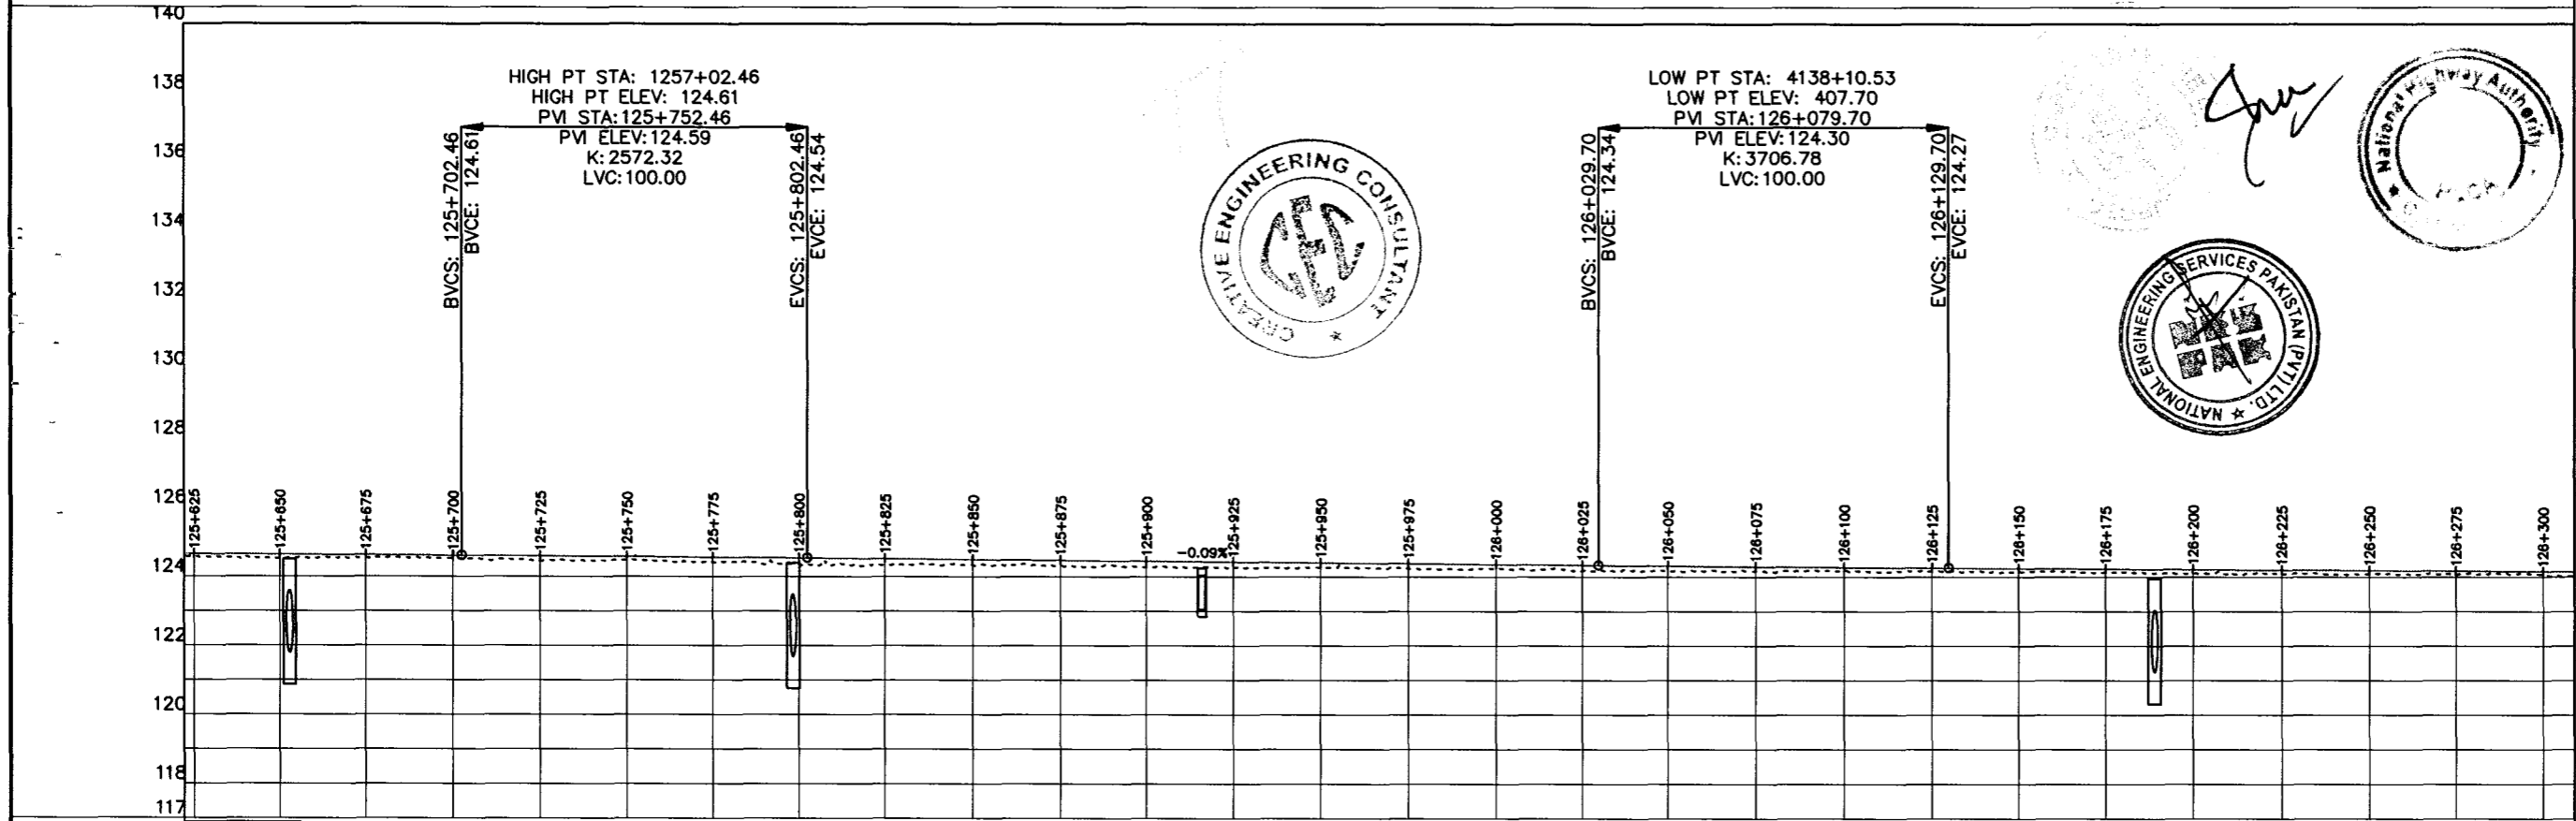 140
138
136
134
132
130
128
126
124
122
120
118
117
HIGH PT STA: 1257+02.46
HIGH PT ELEV: 124.61
PVI STA:125+752.46
PVI ELEV:124.59
K:2572.32
LVC:100.00
BVCS: 125+702.46
BVCE: 124.61
EVCS: 125+802.46
EVCE: 124.54
LOW PT STA: 4138+10.53
LOW PT ELEV: 407.70
PVI STA:126+079.70
PVI ELEV:124.30
K:3706.78
LVC:100.00
BVCS: 126+029.70
BVCE: 124.34
EVCS: 126+129.70
EVCE: 124.27
CREATIVE ENGINEERING CONSULTANT
CEC
National Highway Authority
NATIONAL ENGINEERING SERVICES PAKISTAN (PVT) LTD.
125+625
125+650
125+675
125+700
125+725
125+750
125+775
125+800
125+825
125+850
125+875
125+900
-0.09%
125+925
125+950
125+975
126+000
126+025
126+050
126+075
126+100
126+125
126+150
126+175
126+200
126+225
126+250
126+275
126+300